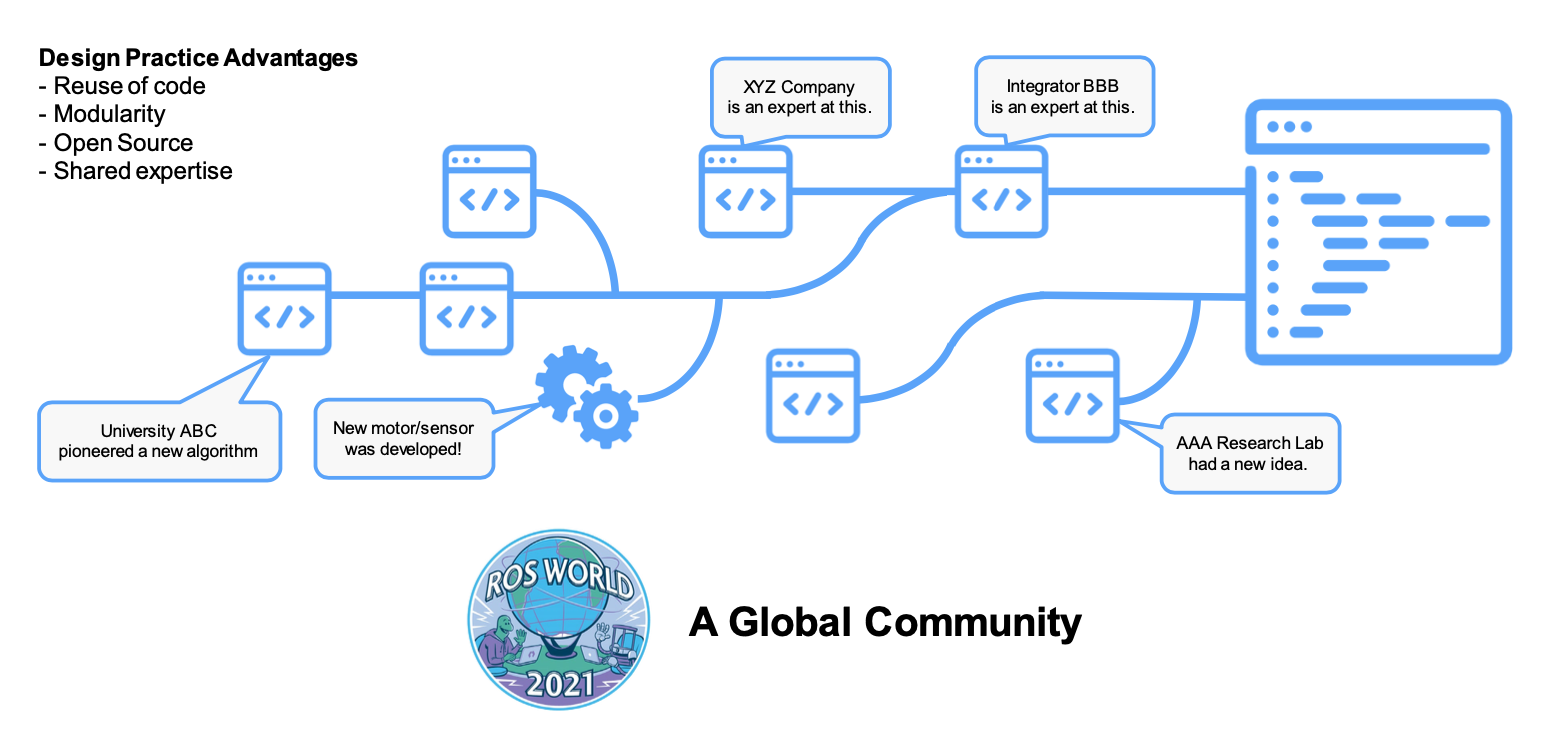 Design Practice Advantages
- Reuse of code
- Modularity
- Open Source
- Shared expertise
XYZ Company
is an expert at this.
Integrator BBB
is an expert at this.
</>
</>
</>
</>
</>
University ABC
pioneered a new algorithm
New motor/sensor
was developed!
</>
</>
AAA Research Lab
had a new idea.
ROS WORLD
2021
A Global Community